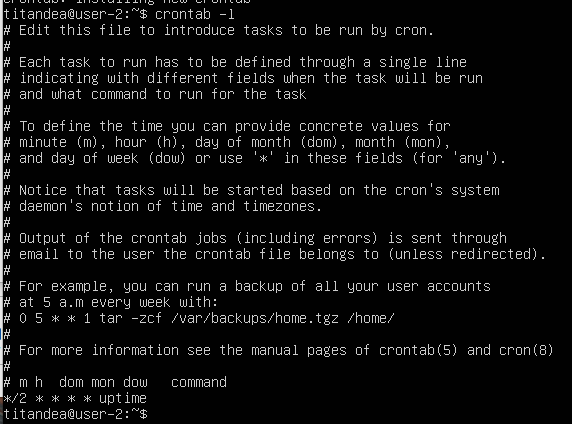 crontab: installing new crontab
titandea@user-2:~$ crontab -l
# Edit this file to introduce tasks to be run by cron.
#
# Each task to run has to be defined through a single line
# indicating with different fields when the task will be run
# and what command to run for the task
#
# To define the time you can provide concrete values for
# minute (m), hour (h), day of month (dom), month (mon),
# and day of week (dow) or use '*' in these fields (for 'any').
#
# Notice that tasks will be started based on the cron's system
# daemon's notion of time and timezones.
#
# Output of the crontab jobs (including errors) is sent through
# email to the user the crontab file belongs to (unless redirected).
#
# For example, you can run a backup of all your user accounts
# at 5 a.m every week with:
# 0 5 * * 1 tar -zcf /var/backups/home.tgz /home/
#
# For more information see the manual pages of crontab(5) and cron(8)
#
# m h  dom mon dow   command
*/2 * * * * uptime
titandea@user-2:~$